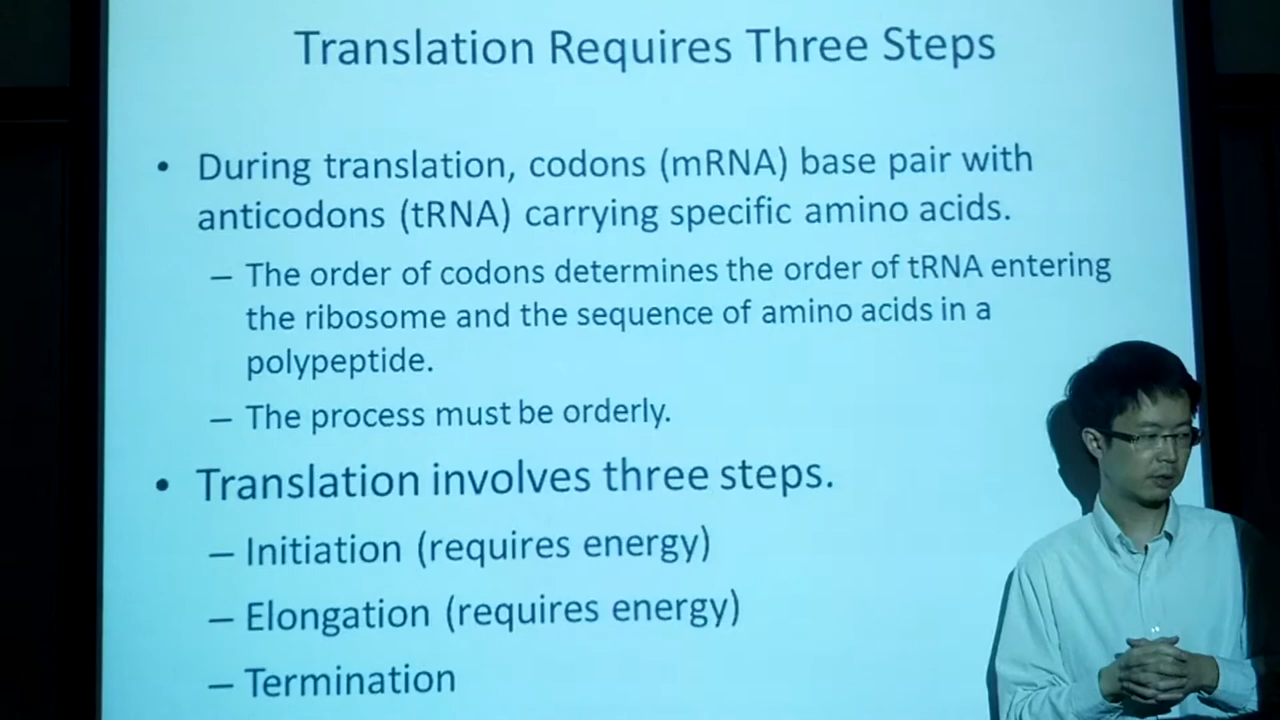 Translation Requires Three Steps
• During translation, codons (mRNA) base pair with
anticodons (tRNA) carrying specific amino acids.
– The order of codons determines the order of tRNA entering
the ribosome and the sequence of amino acids in a
polypeptide.
– The process must be orderly.
• Translation involves three steps.
– Initiation (requires energy)
– Elongation (requires energy)
– Termination